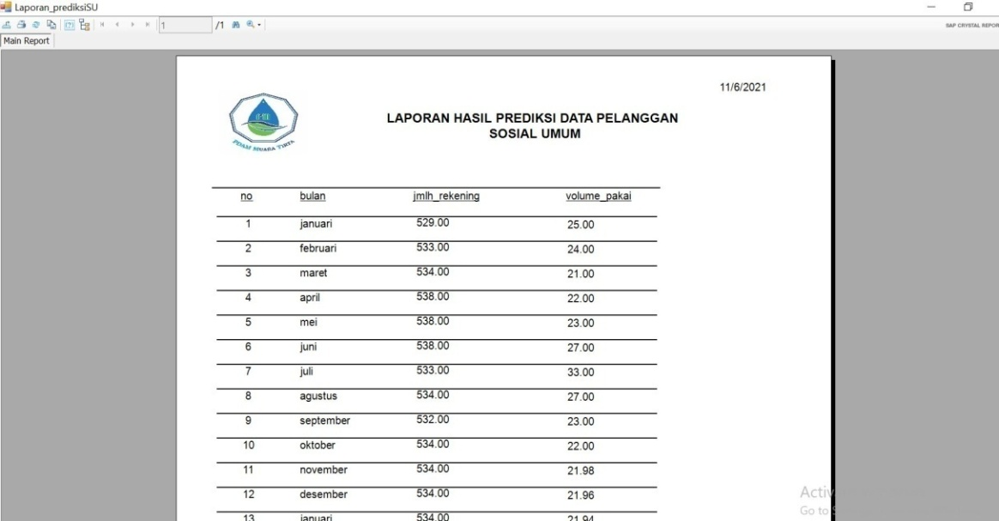 Laporan_prediksiSU
1 /1
SAP CRYSTAL REPOR
Main Report
11/6/2021
PDAM MUARA TIRTA
LAPORAN HASIL PREDIKSI DATA PELANGGAN
SOSIAL UMUM
no bulan jmlh_rekening volume_pakai
1 januari 529.00 25.00
2 februari 533.00 24.00
3 maret 534.00 21.00
4 april 538.00 22.00
5 mei 538.00 23.00
6 juni 538.00 27.00
7 juli 533.00 33.00
8 agustus 534.00 27.00
9 september 532.00 23.00
10 oktober 534.00 22.00
11 november 534.00 21.98
12 desember 534.00 21.96
13 januari 534.00 21.94
Activ
Go to S